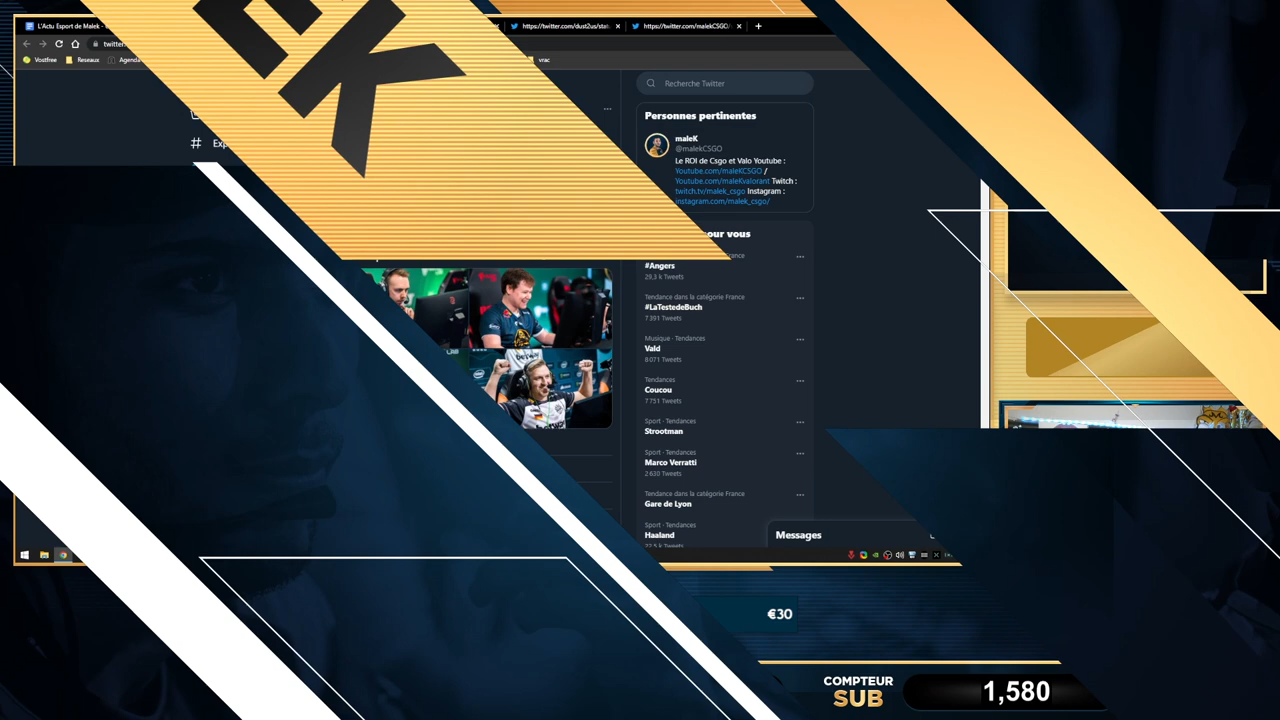 L'Actu Esport de Malek -
https://twitter.com/dust2us/stat
https://twitter.com/malekCSGO/
twitter.
Vostfree
Reseaux
Agenda
vrac
EK
Recherche Twitter
Personnes pertinentes
maleK
@malekCSGO
Le ROI de Csgo et Valo Youtube :
Youtube.com/maleKCSGO /
Youtube.com/maleKvalorant Twitch :
twitch.tv/malek_csgo Instagram :
instagram.com/malek_csgo/
our vous
#Angers
29,3 k Tweets
Tendance dans la catégorie France
#LaTestedeBuch
7 391 Tweets
Musique · Tendances
Vald
8 071 Tweets
Tendances
Coucou
7 751 Tweets
Sport · Tendances
Strootman
Sport · Tendances
Marco Verratti
2 630 Tweets
Tendance dans la catégorie France
Gare de Lyon
Sport · Tendances
Haaland
Messages
€30
COMPTEUR
SUB
1,580